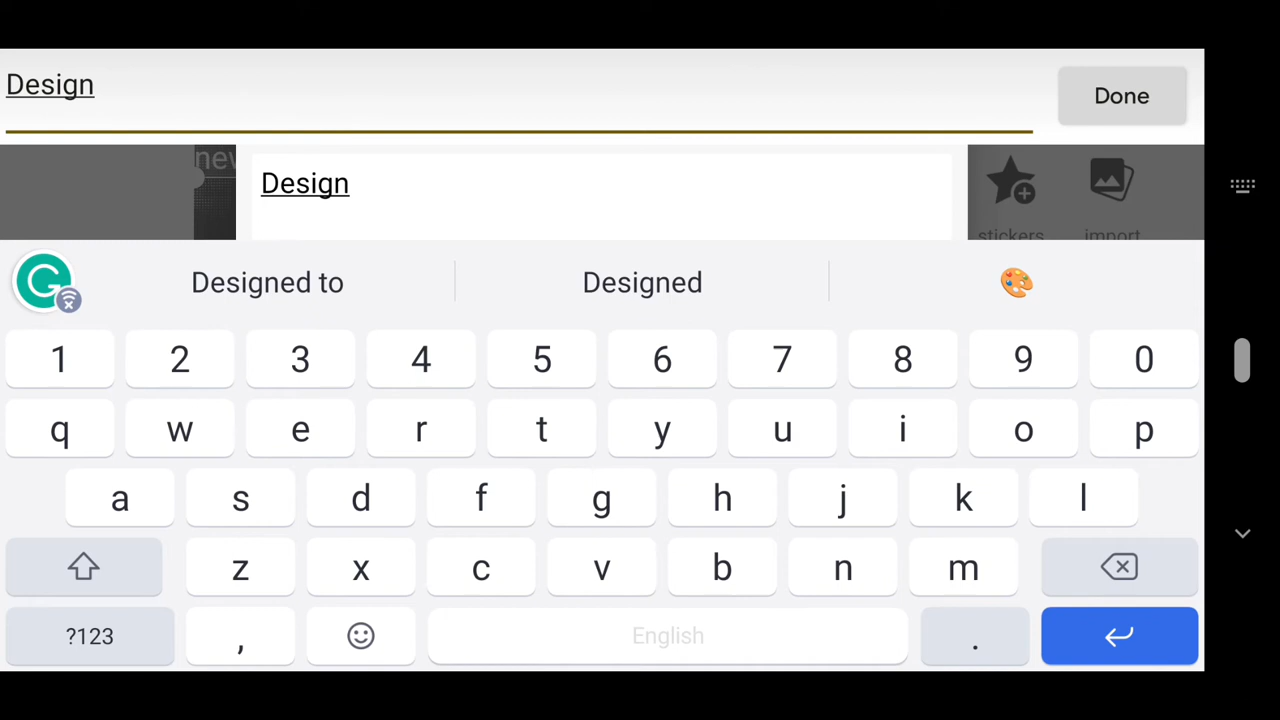 Design
Done
new
Design
stickers
import
Designed to
Designed
1 2 3 4 5 6 7 8 9 0
q w e r t y u i o p
a s d f g h j k l
z x c v b n m
?123 , English .